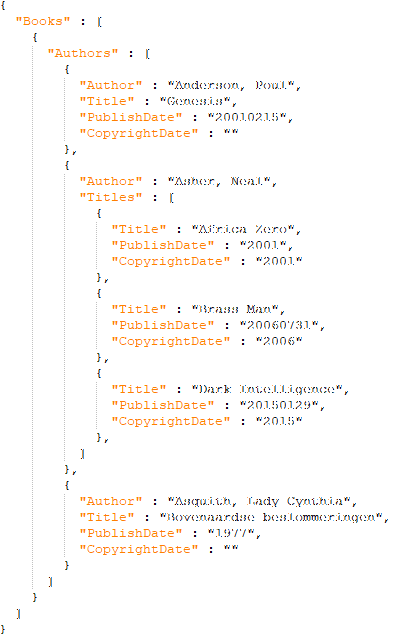 {
  "Books" : [
    {
      "Authors" : [
        {
          "Author" : "Anderson, Poul",
          "Title" : "Genesis",
          "PublishDate" : "20010215",
          "CopyrightDate" : ""
        },
        {
          "Author" : "Asher, Neal",
          "Titles" : [
            {
              "Title" : "Africa Zero",
              "PublishDate" : "2001",
              "CopyrightDate" : "2001"
            },
            {
              "Title" : "Brass Man",
              "PublishDate" : "20060731",
              "CopyrightDate" : "2006"
            },
            {
              "Title" : "Dark Intelligence",
              "PublishDate" : "20150129",
              "CopyrightDate" : "2015"
            },
          ]
        },
        {
          "Author" : "Asquith, Lady Cynthia",
          "Title" : "Bovenaardse bestommeringen",
          "PublishDate" : "1977",
          "CopyrightDate" : ""
        }
      ]
    }
  ]
}